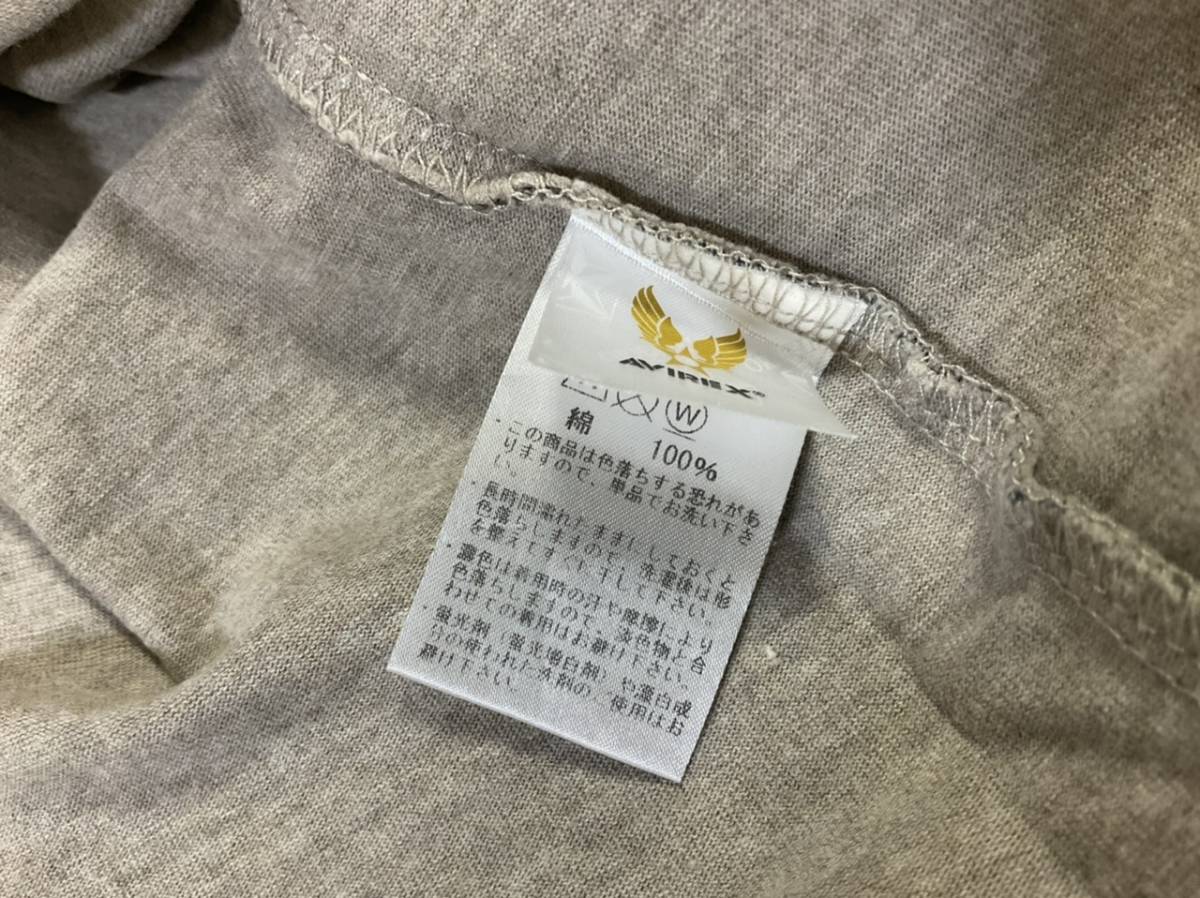 AVIREX®
W
綿 100%
・この商品は色落ちする恐れがあ
りますので、単品でお洗い下さ
い。
・長時間濡れたままにしておくと
色落ちしますので、洗濯後は形
を整えてすぐに干して下さい。
・濃色は着用時の汗や摩擦により
色落ちしますので、淡色物と合
わせての着用はお避け下さい。
・蛍光剤（蛍光増白剤）や漂白成
分の使われた洗剤のご使用はお
避け下さい。